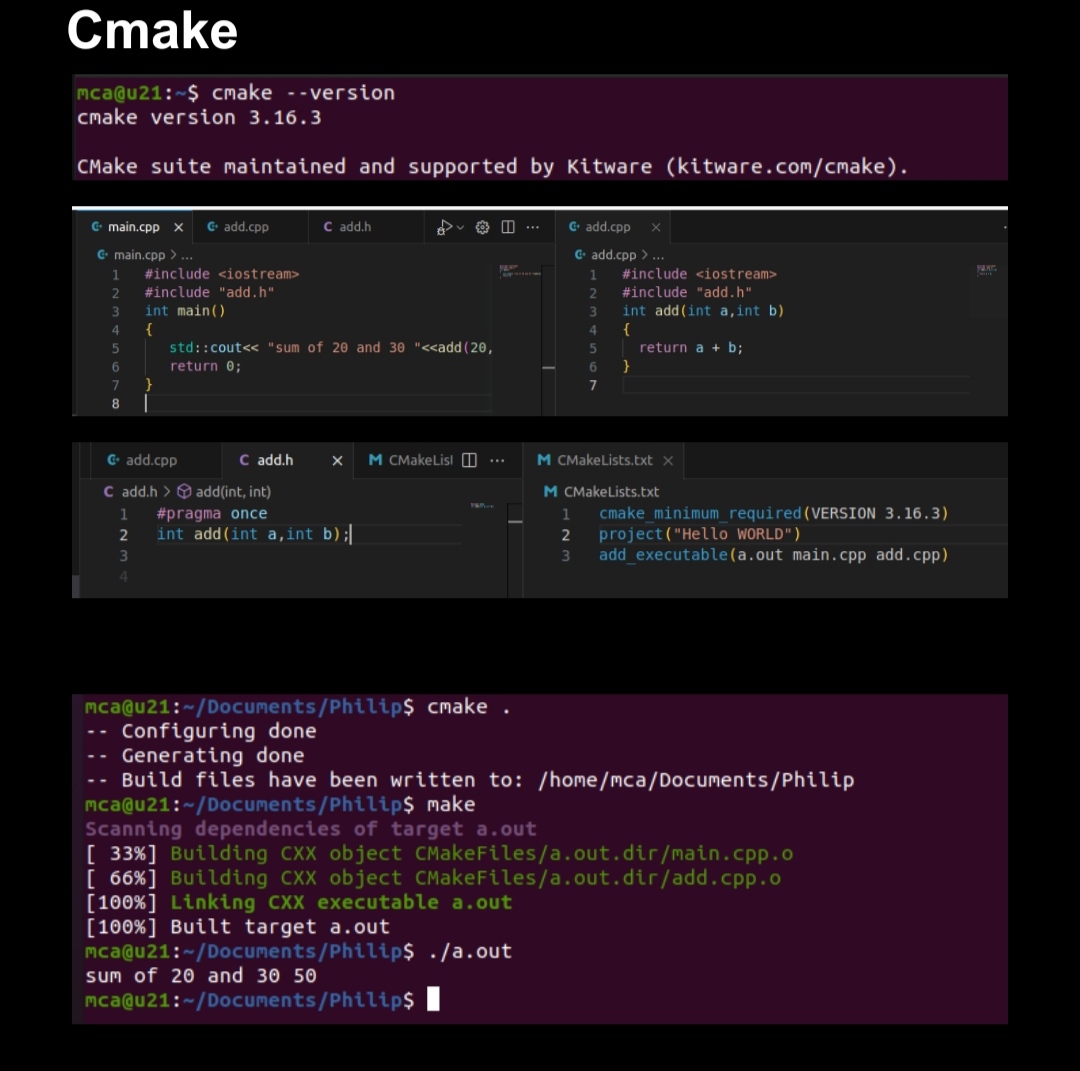 Cmake
mca@u21:~$ cmake --version
cmake version 3.16.3
CMake suite maintained and supported by Kitware (kitware.com/cmake).
main.cpp × add.cpp C add.h ...
main.cpp > ...
1 #include <iostream>
2 #include "add.h"
3 int main()
4 {
5 std::cout<< "sum of 20 and 30 "<<add(20,
6 return 0;
7 }
8
add.cpp ×
add.cpp > ...
1 #include <iostream>
2 #include "add.h"
3 int add(int a,int b)
4 {
5 return a + b;
6 }
7
add.cpp C add.h × M CMakeLis ...
C add.h > add(int, int)
1 #pragma once
2 int add(int a,int b);
3
4
M CMakeLists.txt ×
M CMakeLists.txt
1 cmake_minimum_required(VERSION 3.16.3)
2 project("Hello WORLD")
3 add_executable(a.out main.cpp add.cpp)
mca@u21:~/Documents/Philip$ cmake .
-- Configuring done
-- Generating done
-- Build files have been written to: /home/mca/Documents/Philip
mca@u21:~/Documents/Philip$ make
Scanning dependencies of target a.out
[ 33%] Building CXX object CMakeFiles/a.out.dir/main.cpp.o
[ 66%] Building CXX object CMakeFiles/a.out.dir/add.cpp.o
[100%] Linking CXX executable a.out
[100%] Built target a.out
mca@u21:~/Documents/Philip$ ./a.out
sum of 20 and 30 50
mca@u21:~/Documents/Philip$